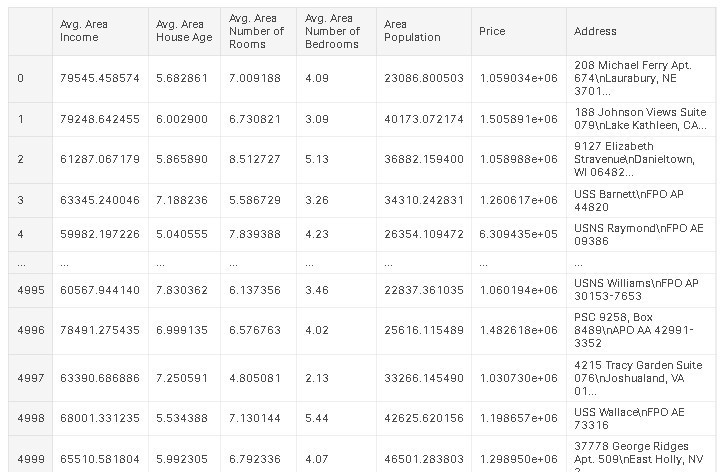 Avg. Area Income | Avg. Area House Age | Avg. Area Number of Rooms | Avg. Area Number of Bedrooms | Area Population | Price | Address
0 | 79545.458574 | 5.682861 | 7.009188 | 4.09 | 23086.800503 | 1.059034e+06 | 208 Michael Ferry Apt. 674\nLaurabury, NE 3701...
1 | 79248.642455 | 6.002900 | 6.730821 | 3.09 | 40173.072174 | 1.505891e+06 | 188 Johnson Views Suite 079\nLake Kathleen, CA...
2 | 61287.067179 | 5.865890 | 8.512727 | 5.13 | 36882.159400 | 1.058988e+06 | 9127 Elizabeth Stravenue\nDanieltown, WI 06482...
3 | 63345.240046 | 7.188236 | 5.586729 | 3.26 | 34310.242831 | 1.260617e+06 | USS Barnett\nFPO AP 44820
4 | 59982.197226 | 5.040555 | 7.839388 | 4.23 | 26354.109472 | 6.309435e+05 | USNS Raymond\nFPO AE 09386
... | ... | ... | ... | ... | ... | ... | ...
4995 | 60567.944140 | 7.830362 | 6.137356 | 3.46 | 22837.361035 | 1.060194e+06 | USNS Williams\nFPO AP 30153-7653
4996 | 78491.275435 | 6.999135 | 6.576763 | 4.02 | 25616.115489 | 1.482618e+06 | PSC 9258, Box 8489\nAPO AA 42991-3352
4997 | 63390.686886 | 7.250591 | 4.805081 | 2.13 | 33266.145490 | 1.030730e+06 | 4215 Tracy Garden Suite 076\nJoshualand, VA 01...
4998 | 68001.331235 | 5.534388 | 7.130144 | 5.44 | 42625.620156 | 1.198657e+06 | USS Wallace\nFPO AE 73316
4999 | 65510.581804 | 5.992305 | 6.792336 | 4.07 | 46501.283803 | 1.298950e+06 | 37778 George Ridges Apt. 509\nEast Holly, NV